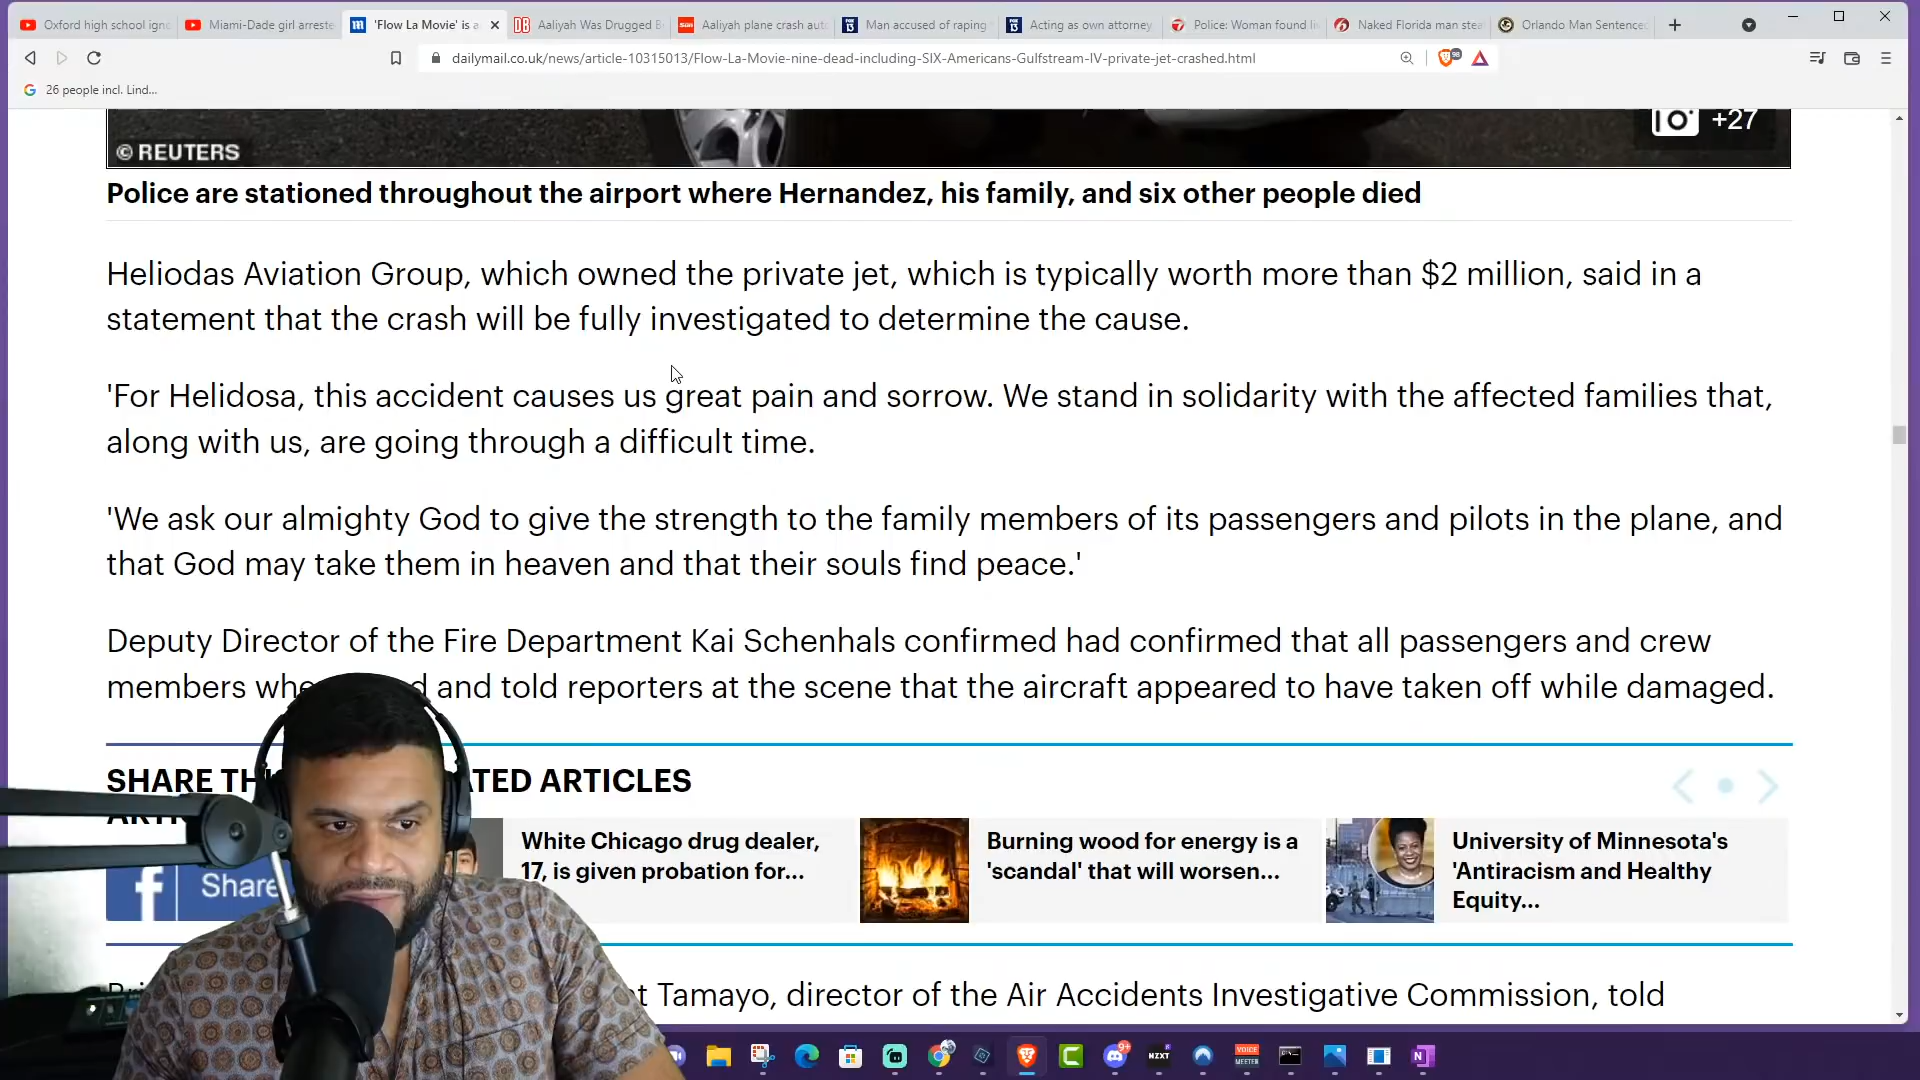 Oxford high school igno
Miami-Dade girl arreste
'Flow La Movie' is a
Aaliyah Was Drugged B
Aaliyah plane crash aut
Man accused of raping
Acting as own attorney
Police: Woman found li
Naked Florida man stea
Orlando Man Sentenced
dailymail.co.uk/news/article-10315013/Flow-La-Movie-nine-dead-including-SIX-Americans-Gulfstream-IV-private-jet-crashed.html
26 people incl. Lind...
© REUTERS
+27
Police are stationed throughout the airport where Hernandez, his family, and six other people died
Heliodas Aviation Group, which owned the private jet, which is typically worth more than $2 million, said in a
statement that the crash will be fully investigated to determine the cause.
'For Helidosa, this accident causes us great pain and sorrow. We stand in solidarity with the affected families that,
along with us, are going through a difficult time.
'We ask our almighty God to give the strength to the family members of its passengers and pilots in the plane, and
that God may take them in heaven and that their souls find peace.'
Deputy Director of the Fire Department Kai Schenhals confirmed had confirmed that all passengers and crew
members and told reporters at the scene that the aircraft appeared to have taken off while damaged.
SHARE ARTICLES
Share
White Chicago drug dealer,
17, is given probation for...
Burning wood for energy is a
'scandal' that will worsen...
University of Minnesota's
'Antiracism and Healthy
Equity...
Tamayo, director of the Air Accidents Investigative Commission, told